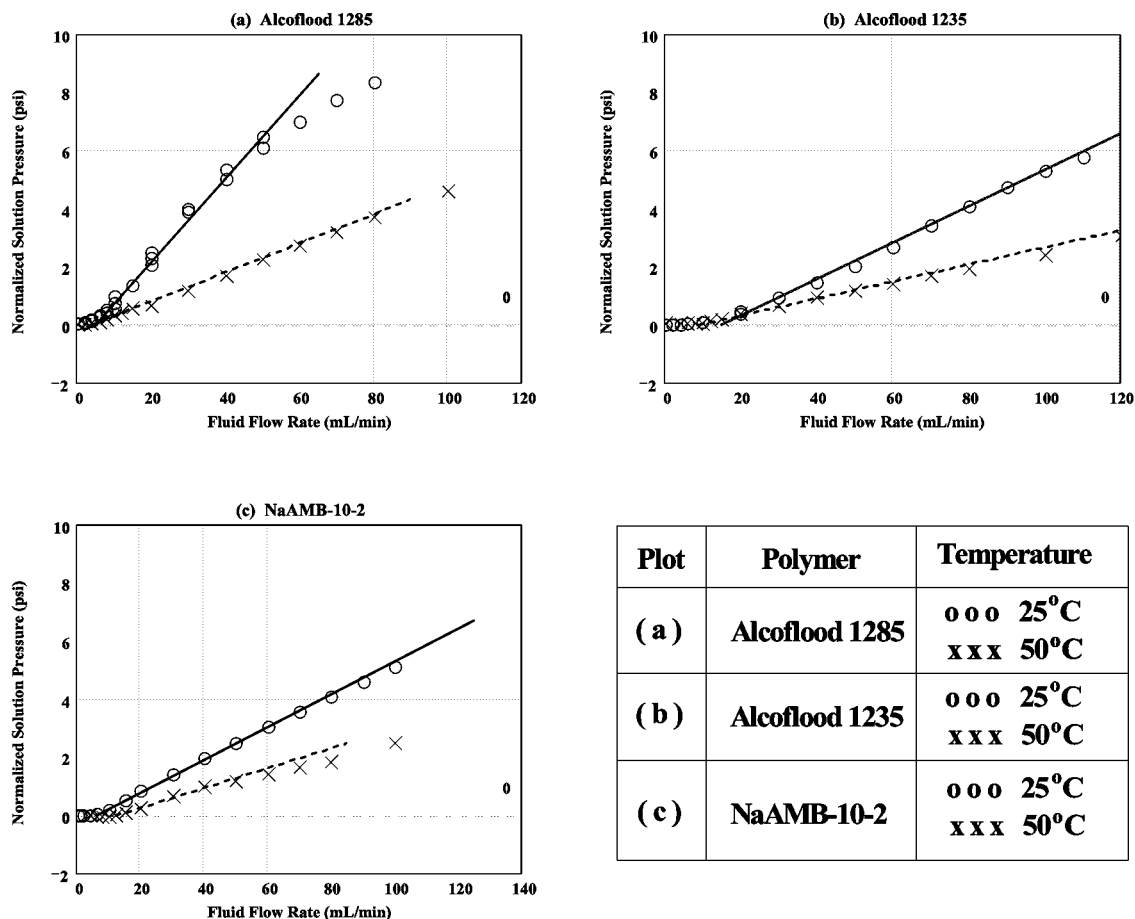 (a) Alcoflood 1285
Normalized Solution Pressure (psi)
10
8
6
4
2
0
−2
0
0 20 40 60 80 100 120
Fluid Flow Rate (mL/min)
(b) Alcoflood 1235
Normalized Solution Pressure (psi)
10
8
6
4
2
0
−2
0
0 20 40 60 80 100 120
Fluid Flow Rate (mL/min)
(c) NaAMB-10-2
Normalized Solution Pressure (psi)
10
8
6
4
2
0
−2
0
0 20 40 60 80 100 120 140
Fluid Flow Rate (mL/min)
Plot Polymer Temperature
( a ) Alcoflood 1285
o o o 25°C
x x x 50°C
( b ) Alcoflood 1235
o o o 25°C
x x x 50°C
( c ) NaAMB-10-2
o o o 25°C
x x x 50°C